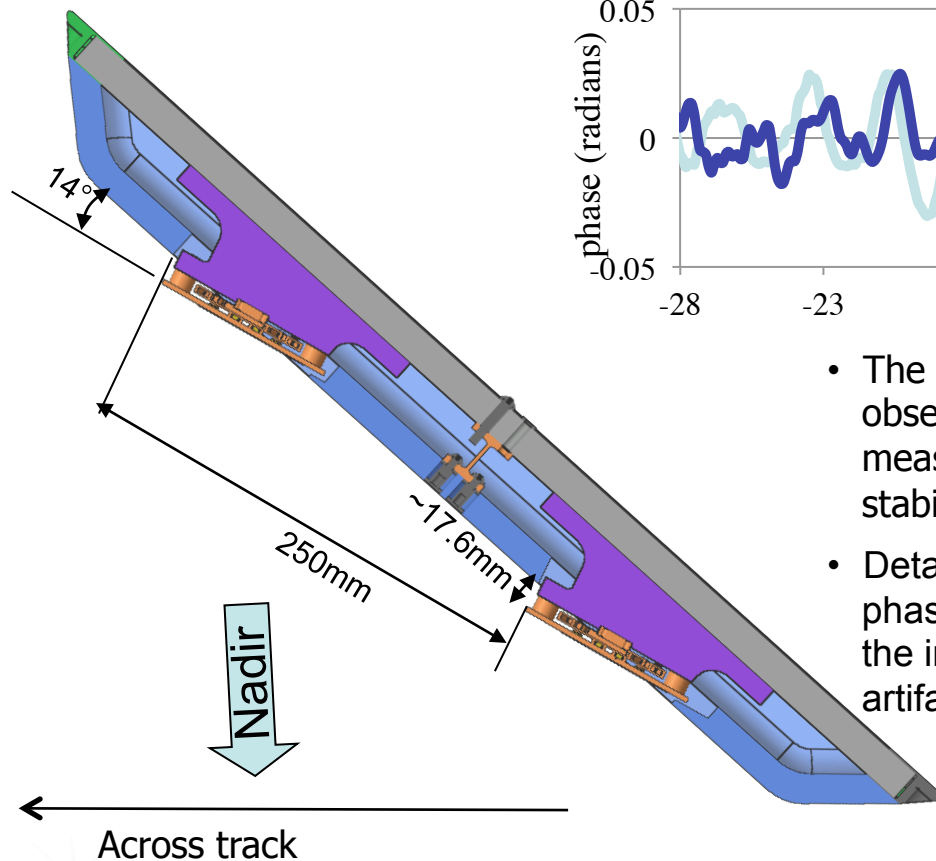 0.05
phase (radians)
0
-0.05
-28
-23
14°
250mm
~17.6mm
Nadir
Across track
• The
obse
meas
stabi
• Deta
phas
the i
artifa